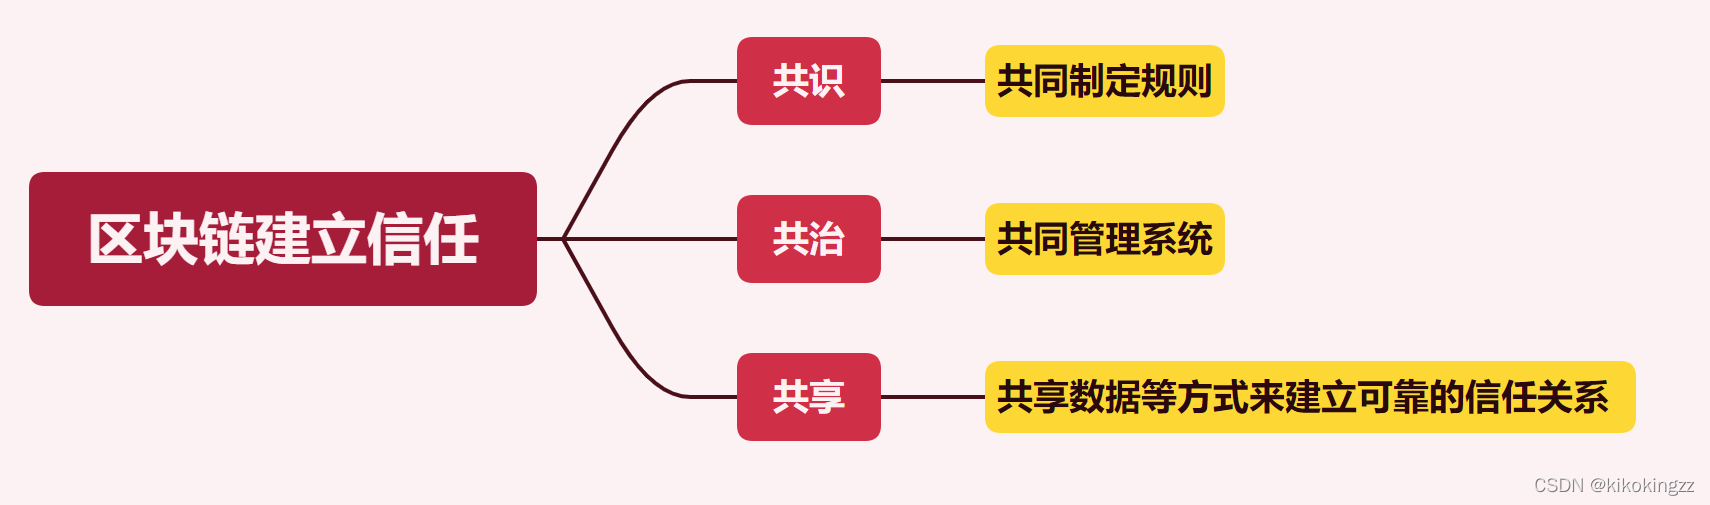 区块链建立信任
共识
共同制定规则
共治
共同管理系统
共享
共享数据等方式来建立可靠的信任关系
CSDN @kikokingzz